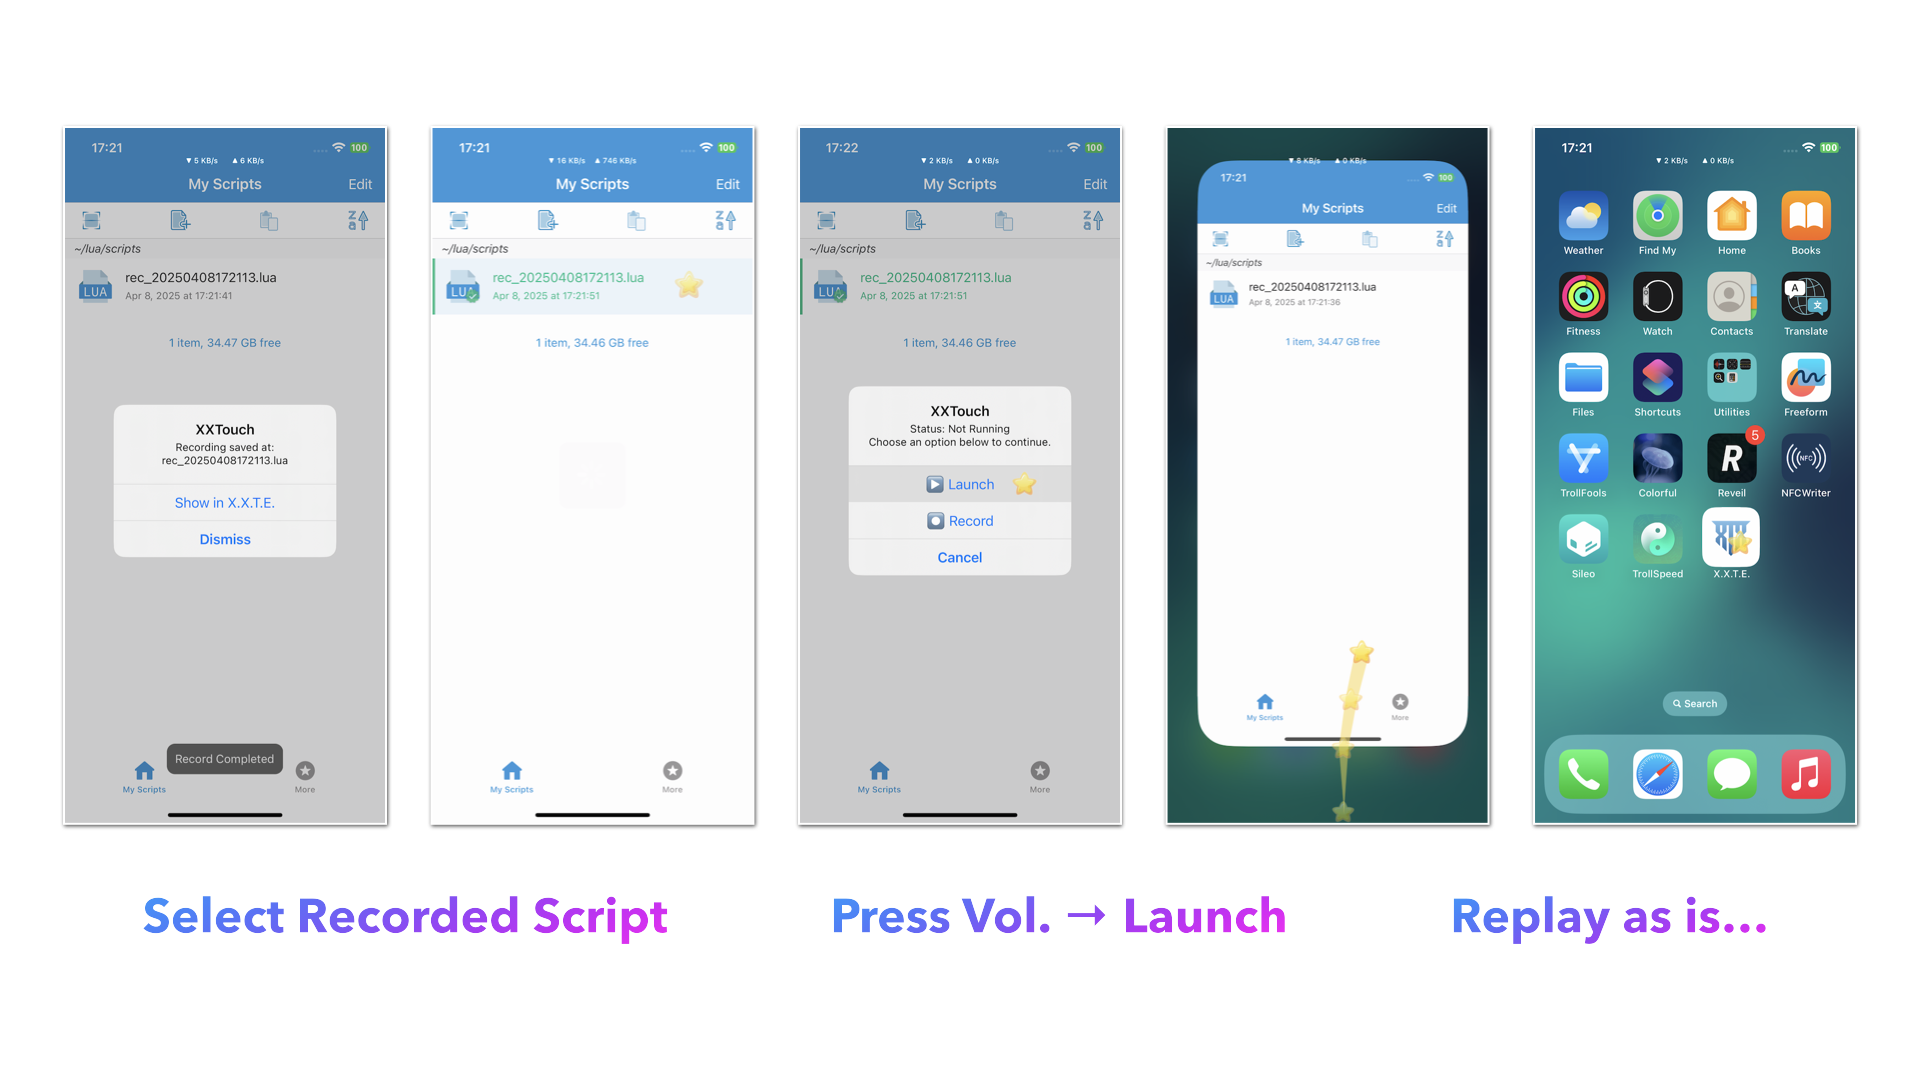 17:21
100
▼ 5 KB/s ▲ 6 KB/s
My Scripts
Edit
~/lua/scripts
LUA
rec_20250408172113.lua
Apr 8, 2025 at 17:21:41
1 item, 34.47 GB free
XXTouch
Recording saved at:
rec_20250408172113.lua
Show in X.X.T.E.
Dismiss
Record Completed
My Scripts
More
17:21
100
▼ 16 KB/s ▲ 746 KB/s
My Scripts
Edit
~/lua/scripts
LUA
rec_20250408172113.lua
Apr 8, 2025 at 17:21:51
1 item, 34.46 GB free
My Scripts
More
17:22
100
▼ 2 KB/s ▲ 0 KB/s
My Scripts
Edit
~/lua/scripts
LUA
rec_20250408172113.lua
Apr 8, 2025 at 17:21:51
1 item, 34.46 GB free
XXTouch
Status: Not Running
Choose an option below to continue.
Launch
Record
Cancel
My Scripts
More
▼ 8 KB/s ▲ 0 KB/s
17:21
100
My Scripts
Edit
~/lua/scripts
LUA
rec_20250408172113.lua
Apr 8, 2025 at 17:21:36
1 item, 34.47 GB free
My Scripts
More
17:21
100
▼ 2 KB/s ▲ 0 KB/s
Weather
Find My
Home
Books
Fitness
Watch
Contacts
A
文
Translate
Files
Shortcuts
Utilities
Freeform
TrollFools
Colorful
R
5
Reveil
NFC
NFCWriter
Sileo
TrollSpeed
X.X.T.E.
Search
Select Recorded Script
Press Vol. → Launch
Replay as is...